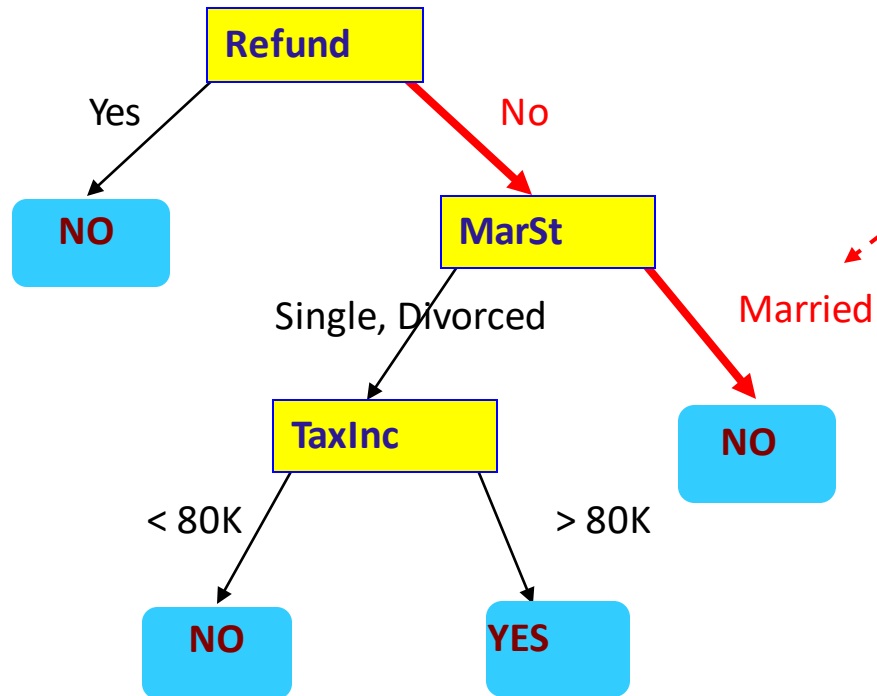 Refund
Yes
No
NO
MarSt
Single, Divorced
Married
TaxInc
NO
< 80K
> 80K
NO
YES